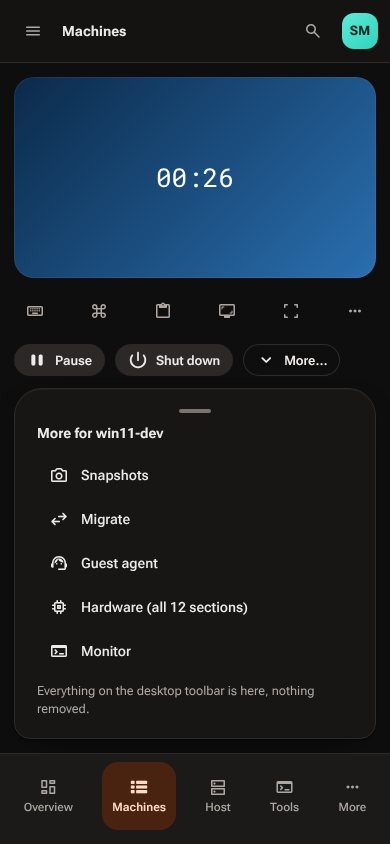 Machines
SM
00:26
Pause
Shut down
More...
More for win11-dev
Snapshots
Migrate
Guest agent
Hardware (all 12 sections)
Monitor
Everything on the desktop toolbar is here, nothing
removed.
Overview
Machines
Host
Tools
More